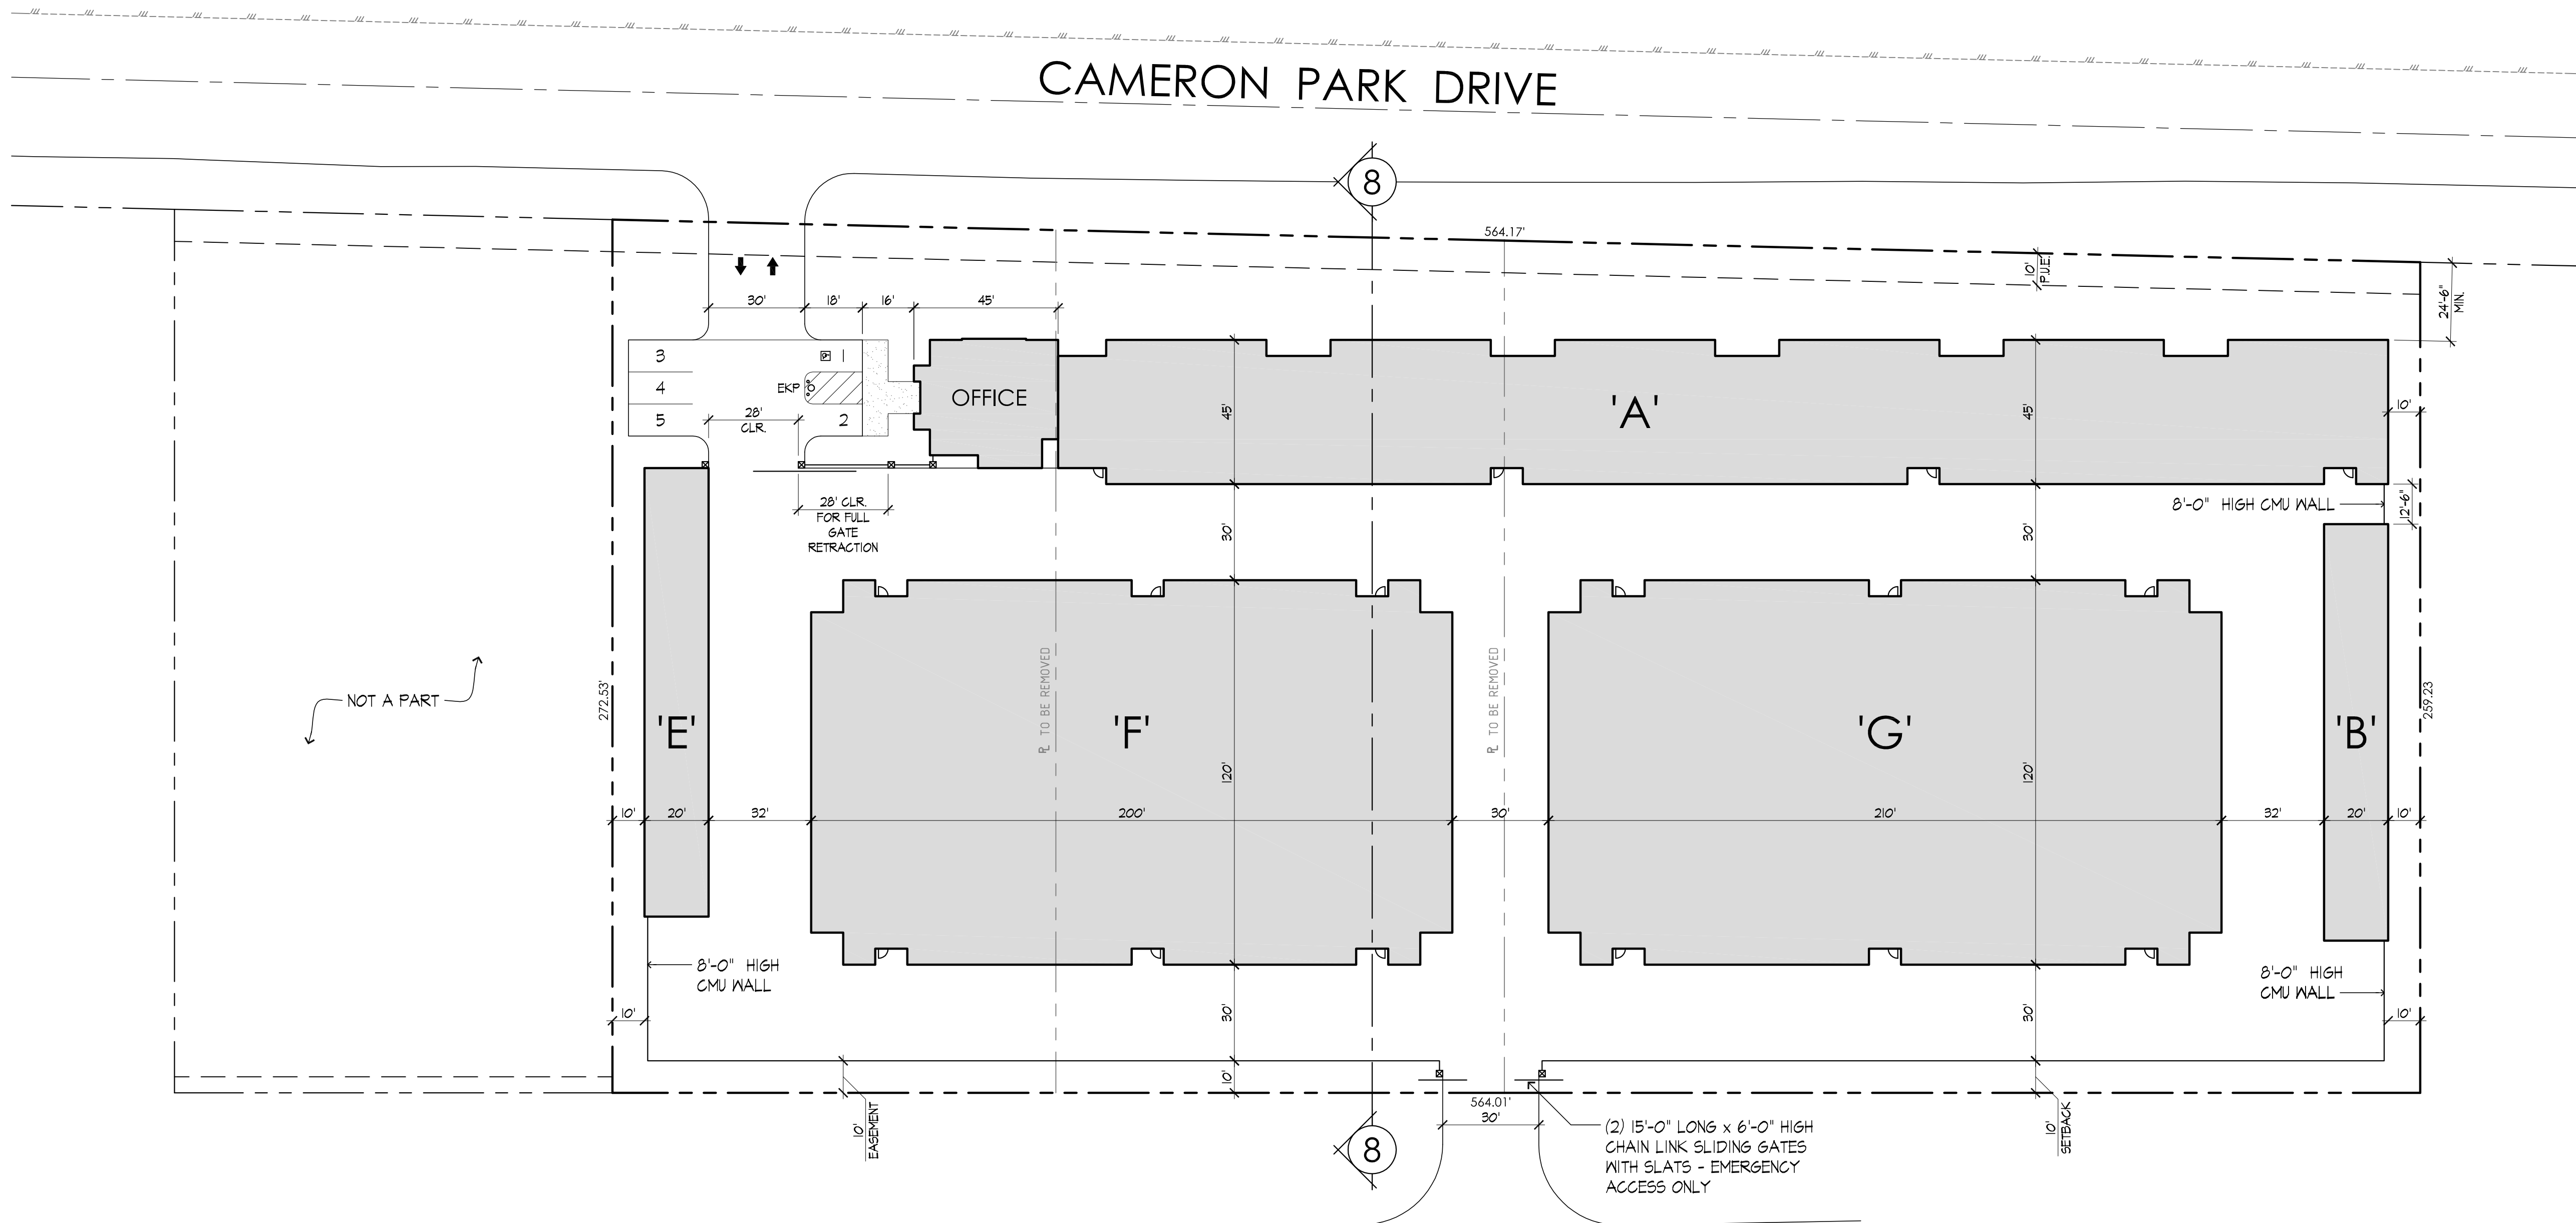 CAMERON PARK DRIVE
8
564.17'
10'
P.U.E.
24'-6"
MIN.
30'
18'
16'
45'
3
1
4
EKP
5
2
28'
CLR.
OFFICE
'A'
45'
45'
10'
28' CLR.
FOR FULL
GATE
RETRACTION
8'-0" HIGH CMU WALL
12'-6"
30'
30'
NOT A PART
272.53'
'E'
'F'
'G'
'B'
259.23
PL TO BE REMOVED
PL TO BE REMOVED
120'
120'
10'
20'
32'
200'
30'
210'
32'
20'
10'
8'-0" HIGH
CMU WALL
8'-0" HIGH
CMU WALL
10'
30'
30'
10'
10'
10'
EASEMENT
564.01'
30'
10'
SETBACK
(2) 15'-0" LONG x 6'-0" HIGH
CHAIN LINK SLIDING GATES
WITH SLATS - EMERGENCY
ACCESS ONLY
8